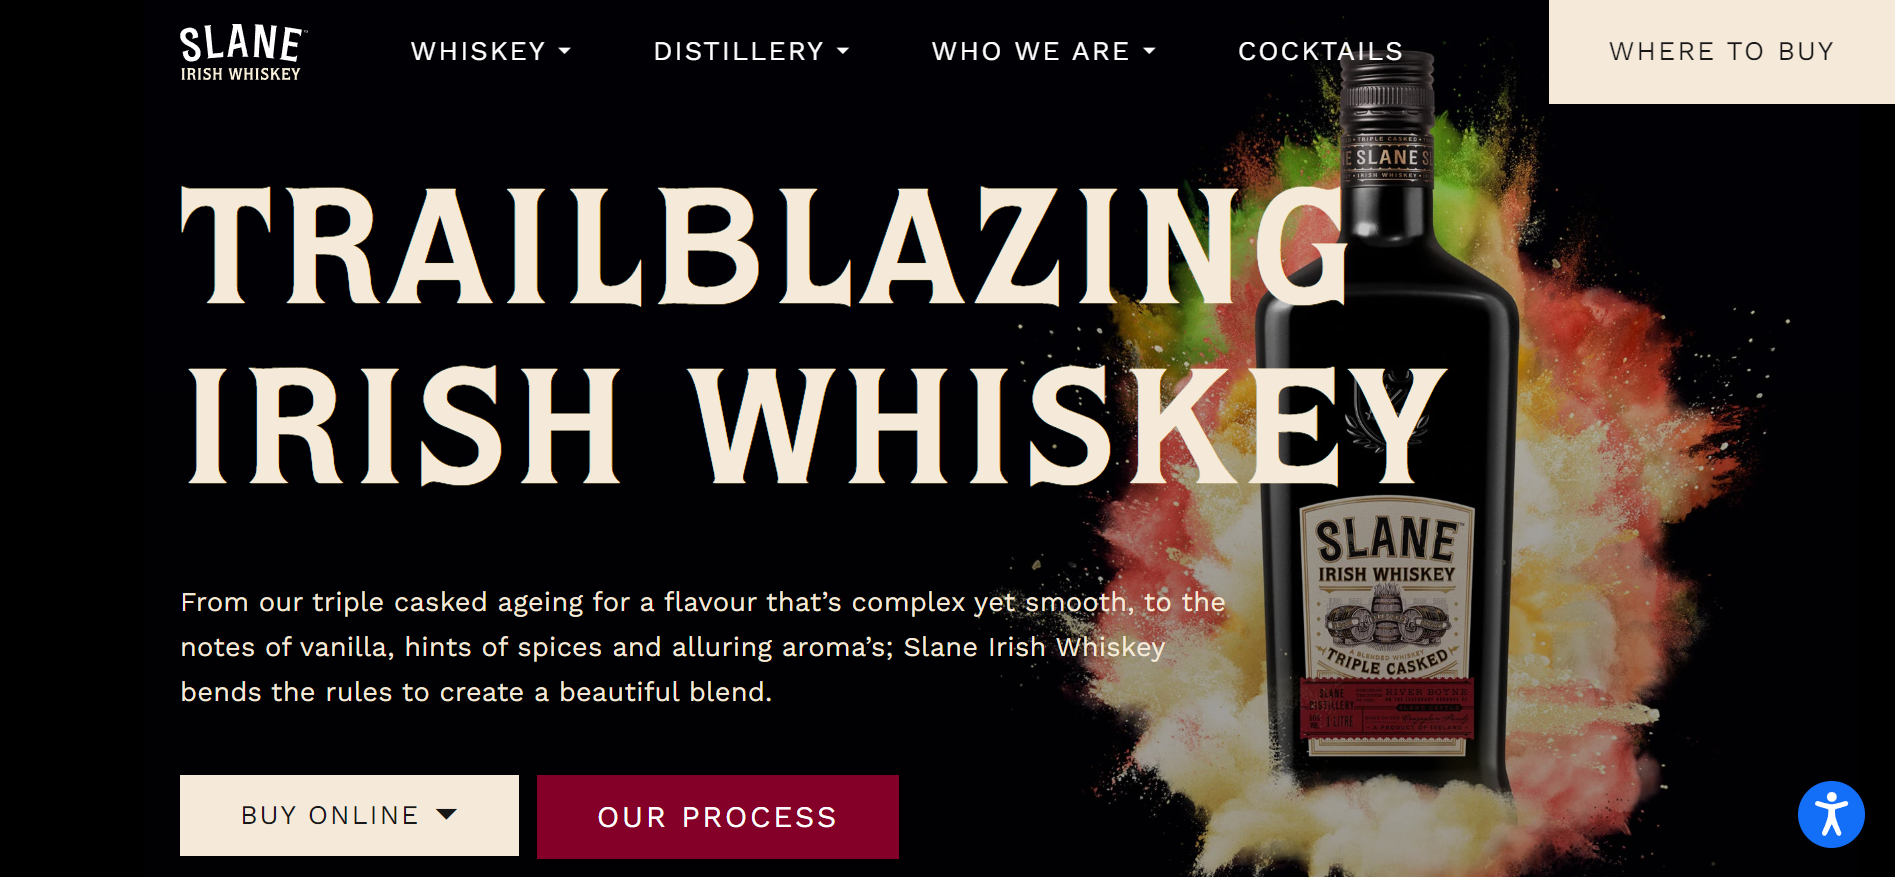 SLANE
IRISH WHISKEY
WHISKEY
DISTILLERY
WHO WE ARE
COCKTAILS
WHERE TO BUY
TRIPLE CASKED
SLANE
IRISH WHISKEY
TRAILBLAZING
IRISH WHISKEY
From our triple casked ageing for a flavour that’s complex yet smooth, to the
notes of vanilla, hints of spices and alluring aroma’s; Slane Irish Whiskey
bends the rules to create a beautiful blend.
BUY ONLINE
OUR PROCESS
SLANE
IRISH WHISKEY
A BLENDED WHISKEY
TRIPLE CASKED
SLANE
DISTILLERY
1 LITRE
RIVER BOYNE
A PRODUCT OF IRELAND